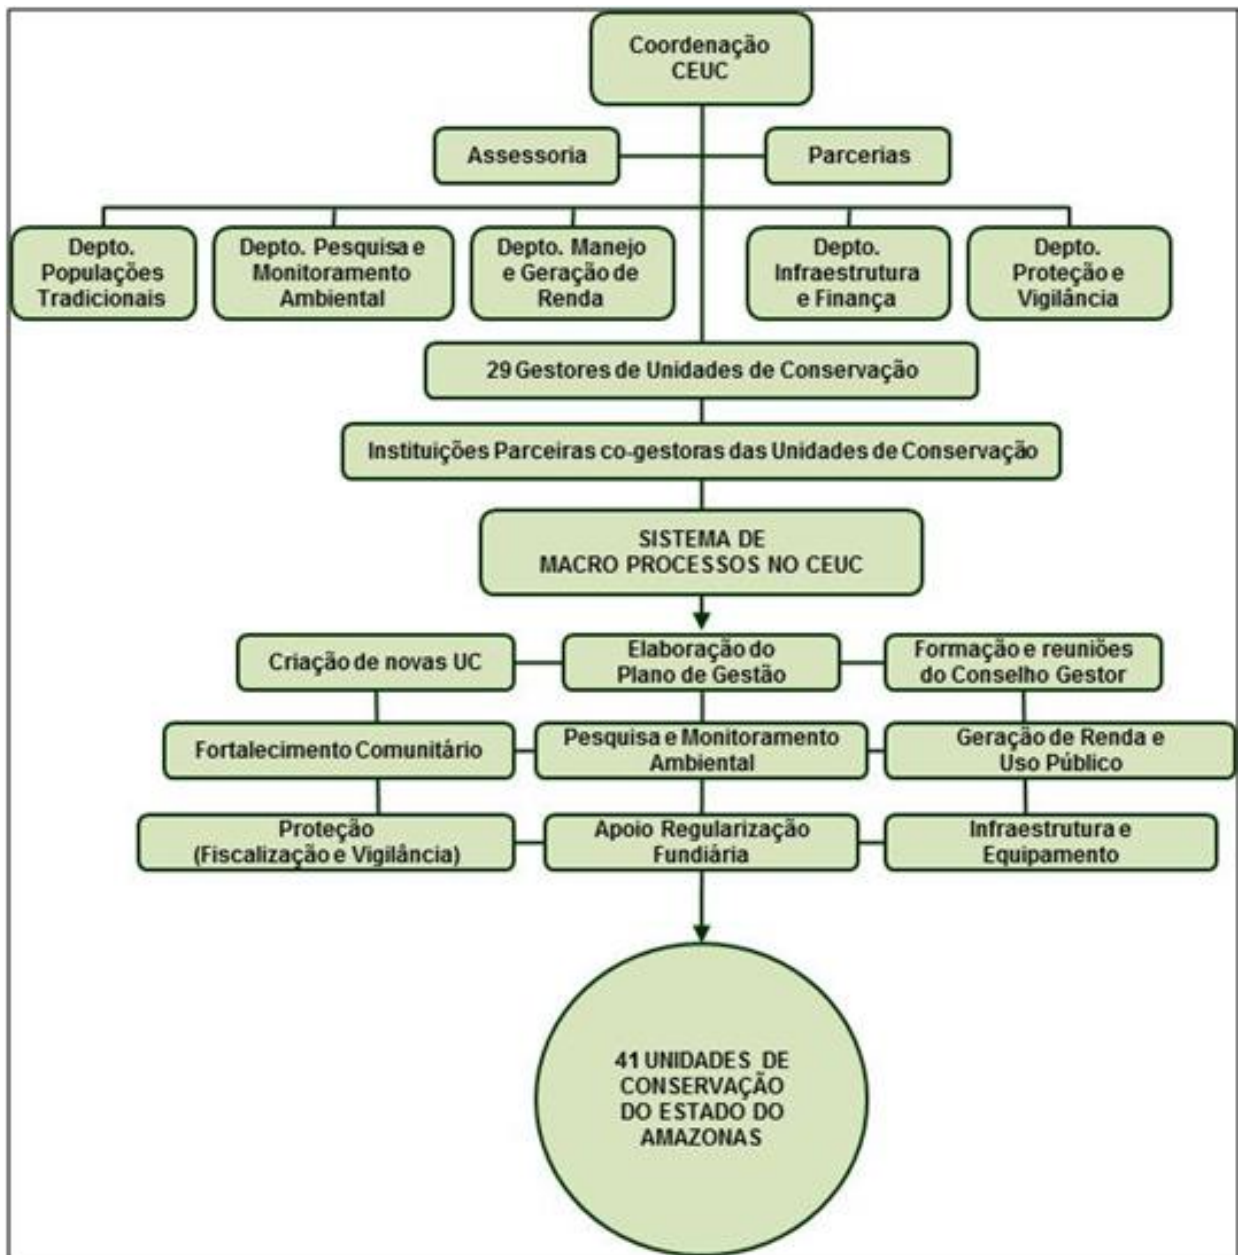 Coordenação
CEUC
Assessoria
Parcerias
Depto.
Populações
Tradicionais
Depto. Pesquisa e
Monitoramento
Ambiental
Depto. Manejo
e Geração de
Renda
Depto.
Infraestrutura
e Finança
Depto.
Proteção e
Vigilância
29 Gestores de Unidades de Conservação
Instituições Parceiras co-gestoras das Unidades de Conservação
SISTEMA DE
MACRO PROCESSOS NO CEUC
Criação de novas UC
Elaboração do
Plano de Gestão
Formação e reuniões
do Conselho Gestor
Fortalecimento Comunitário
Pesquisa e Monitoramento
Ambiental
Geração de Renda e
Uso Público
Proteção
(Fiscalização e Vigilância)
Apoio Regularização
Fundiária
Infraestrutura e
Equipamento
41 UNIDADES DE
CONSERVAÇÃO
DO ESTADO DO
AMAZONAS